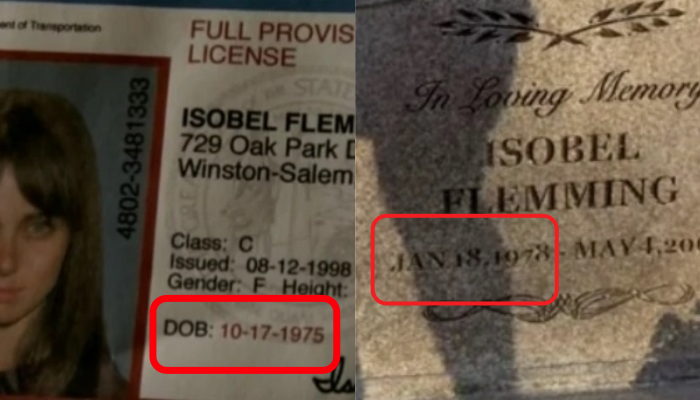 ent of Transportation
FULL PROVIS
LICENSE
4802-3481333
ISOBEL FLEM
729 Oak Park D
Winston-Salem
Class: C
Issued: 08-12-1998
Gender: F Height:
DOB: 10-17-1975
In Loving Memory
ISOBEL
FLEMMING
JAN 18, 1978 - MAY 4, 200